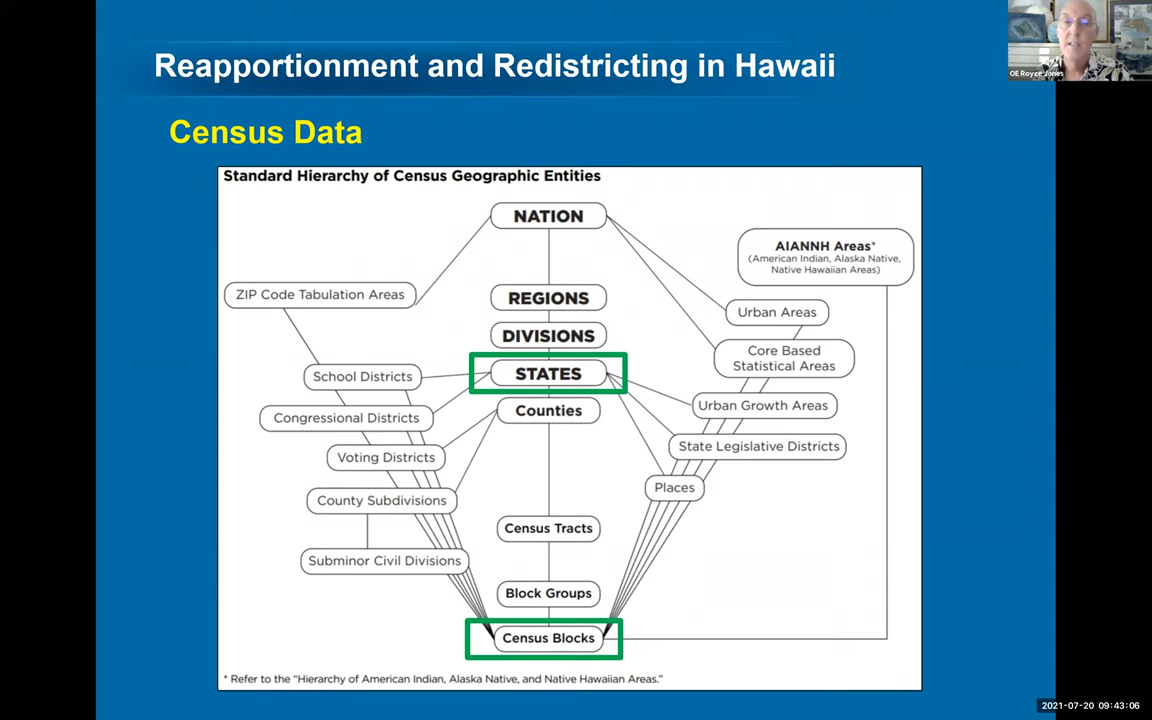 Reapportionment and Redistricting in Hawaii
OE Royce Jones
Census Data
Standard Hierarchy of Census Geographic Entities
NATION
AIANNH Areas*
(American Indian, Alaska Native,
Native Hawaiian Areas)
ZIP Code Tabulation Areas
REGIONS
Urban Areas
DIVISIONS
Core Based
Statistical Areas
School Districts
STATES
Congressional Districts
Counties
Urban Growth Areas
Voting Districts
State Legislative Districts
County Subdivisions
Places
Census Tracts
Subminor Civil Divisions
Block Groups
Census Blocks
* Refer to the “Hierarchy of American Indian, Alaska Native, and Native Hawaiian Areas.”
2021-07-20 09:43:06